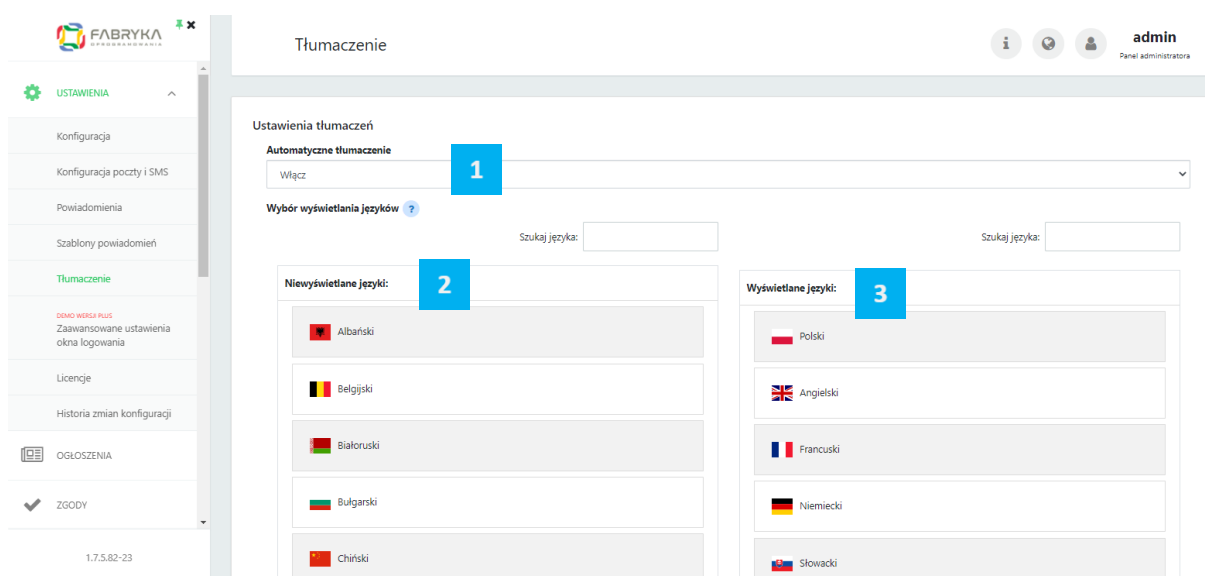 FABRYKA
OPROGRAMOWANIA
Tłumaczenie
i
admin
Panel administratora
USTAWIENIA
Konfiguracja
Konfiguracja poczty i SMS
Powiadomienia
Szablony powiadomień
Tłumaczenie
DEMO WERSJI PLUS
Zaawansowane ustawienia
okna logowania
Licencje
Historia zmian konfiguracji
OGŁOSZENIA
ZGODY
1.7.5.82-23
Ustawienia tłumaczeń
Automatyczne tłumaczenie
1
Włącz
Wybór wyświetlania języków ?
Szukaj języka:
Niewyświetlane języki:
2
Albański
Belgijski
Białoruski
Bułgarski
Chiński
Szukaj języka:
Wyświetlane języki:
3
Polski
Angielski
Francuski
Niemiecki
Słowacki